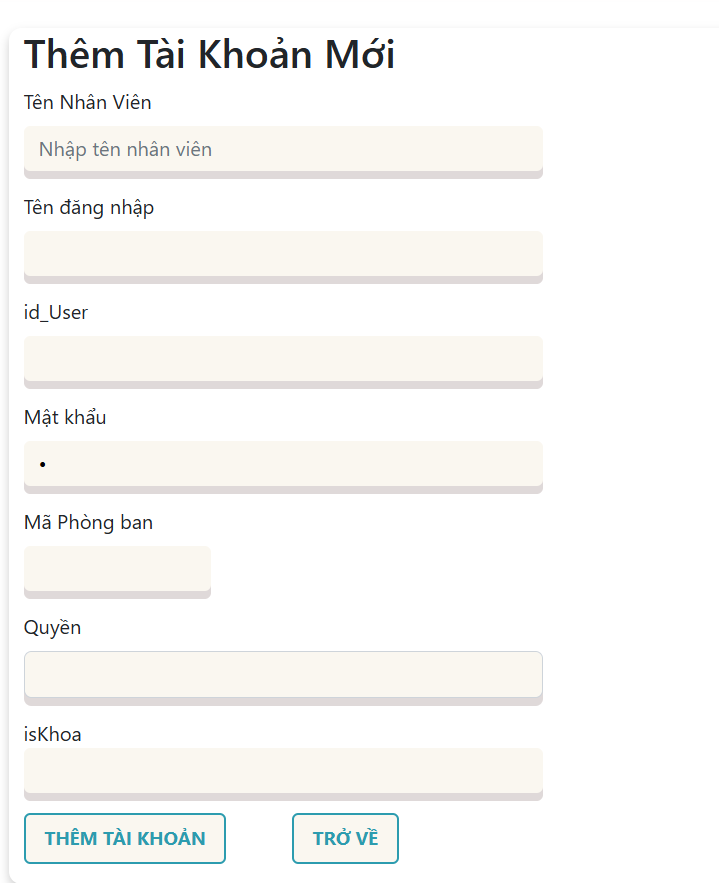 Thêm Tài Khoản Mới
Tên Nhân Viên
Nhập tên nhân viên
Tên đăng nhập
id_User
Mật khẩu
•
Mã Phòng ban
Quyền
isKhoa
THÊM TÀI KHOẢN
TRỞ VỀ